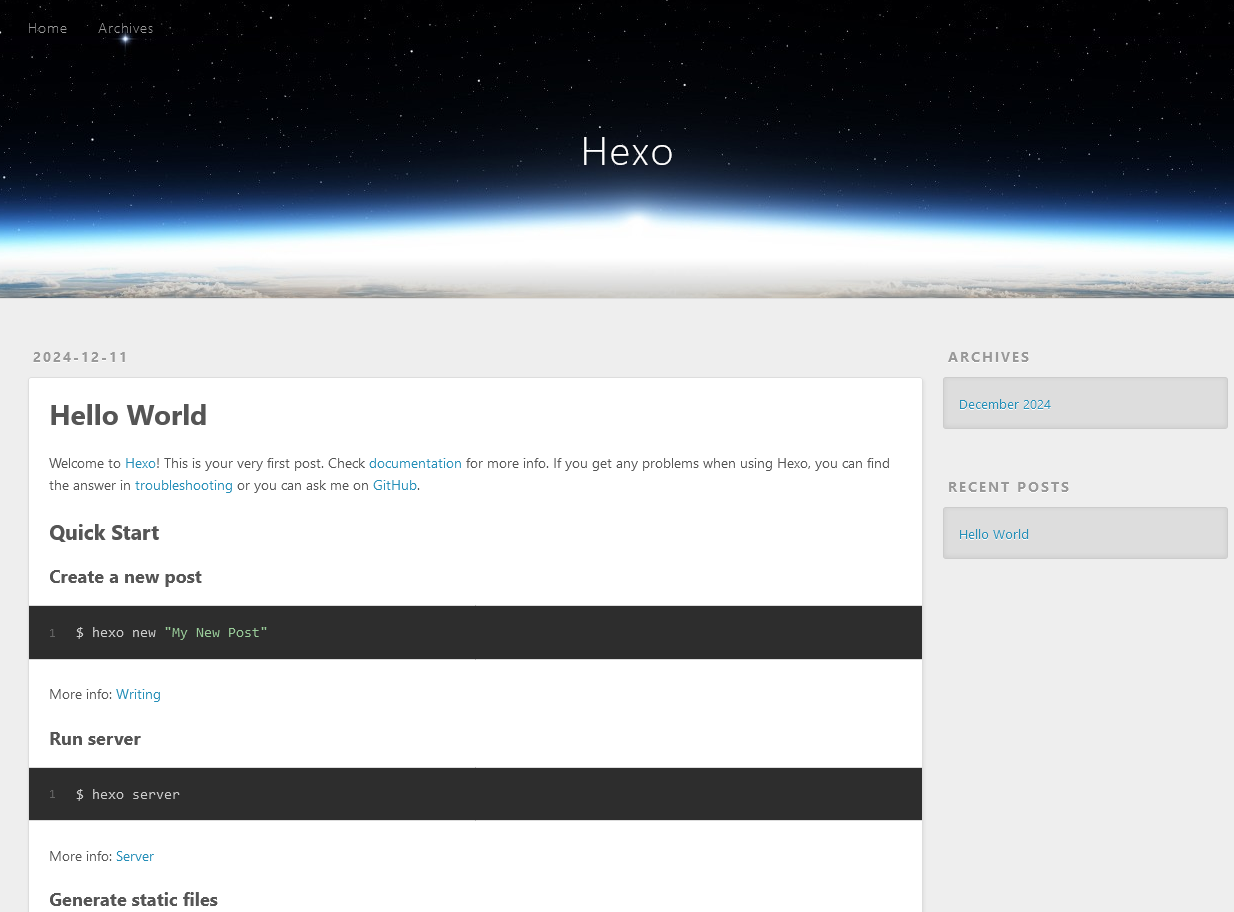 Home Archives
Hexo
2024-12-11
Hello World
Welcome to Hexo! This is your very first post. Check documentation for more info. If you get any problems when using Hexo, you can find
the answer in troubleshooting or you can ask me on GitHub.
Quick Start
Create a new post
1 $ hexo new "My New Post"
More info: Writing
Run server
1 $ hexo server
More info: Server
Generate static files
ARCHIVES
December 2024
RECENT POSTS
Hello World